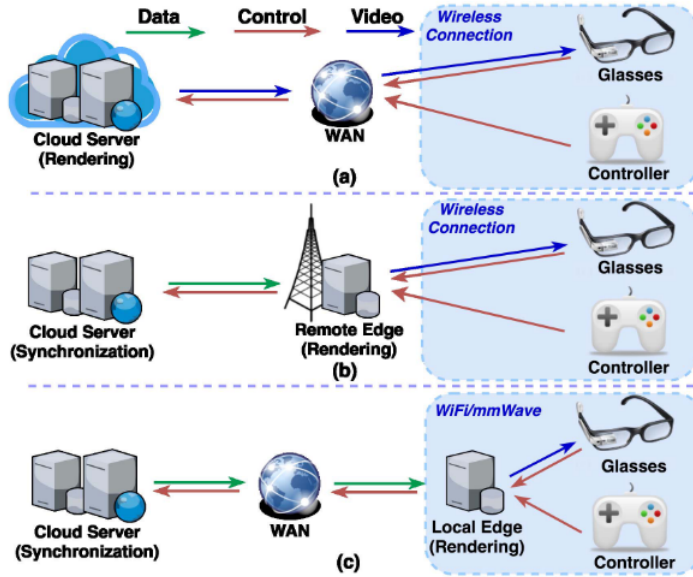 Data Control Video
Wireless
Connection
Glasses
Cloud Server
(Rendering)
WAN
Controller
(a)
Wireless
Connection
Glasses
Cloud Server
(Synchronization)
Remote Edge
(Rendering)
Controller
(b)
WiFi/mmWave
Glasses
Cloud Server
(Synchronization)
WAN
Local Edge
(Rendering)
Controller
(c)